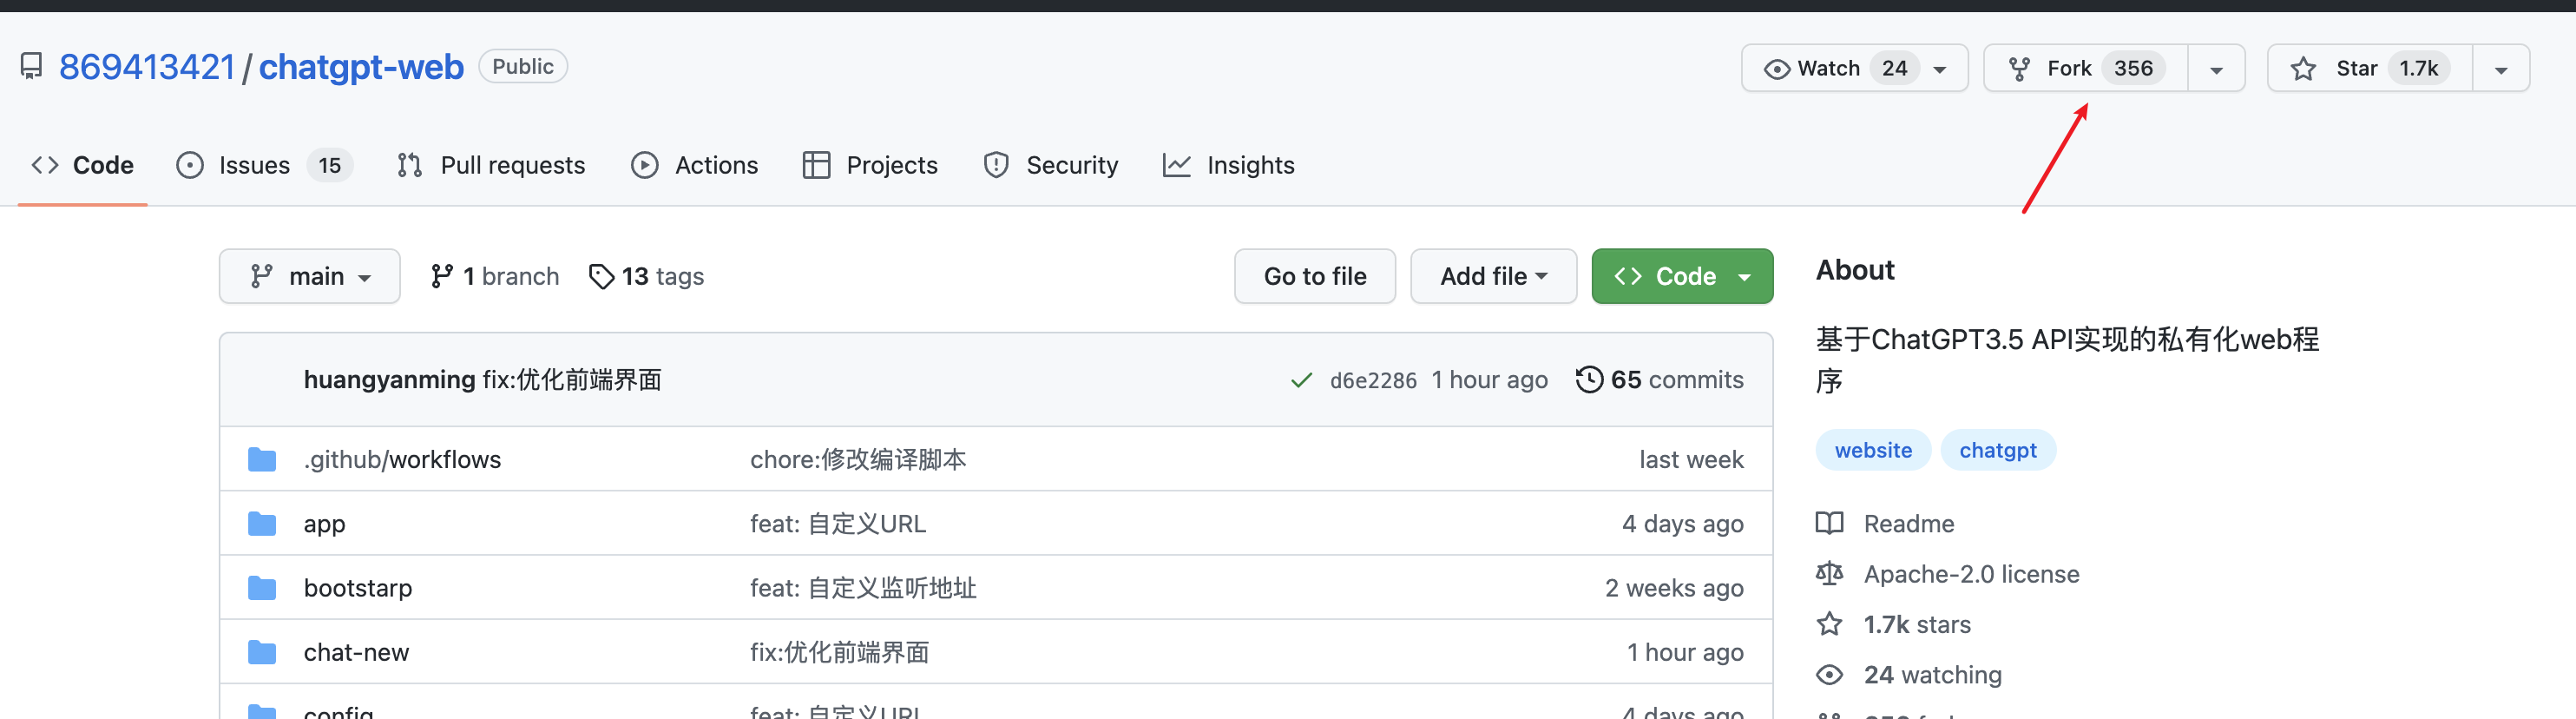 869413421/chatgpt-web Public Watch 24 Fork 356 Star 1.7k
Code Issues 15 Pull requests Actions Projects Security Insights
main 1 branch 13 tags Go to file Add file Code
huangyanming fix:优化前端界面 d6e2286 1 hour ago 65 commits
.github/workflows chore:修改编译脚本 last week
app feat: 自定义URL 4 days ago
bootstarp feat: 自定义监听地址 2 weeks ago
chat-new fix:优化前端界面 1 hour ago
config feat: 自定义URL 4 days ago
About
基于ChatGPT3.5 API实现的私有化web程
序
website chatgpt
Readme
Apache-2.0 license
1.7k stars
24 watching